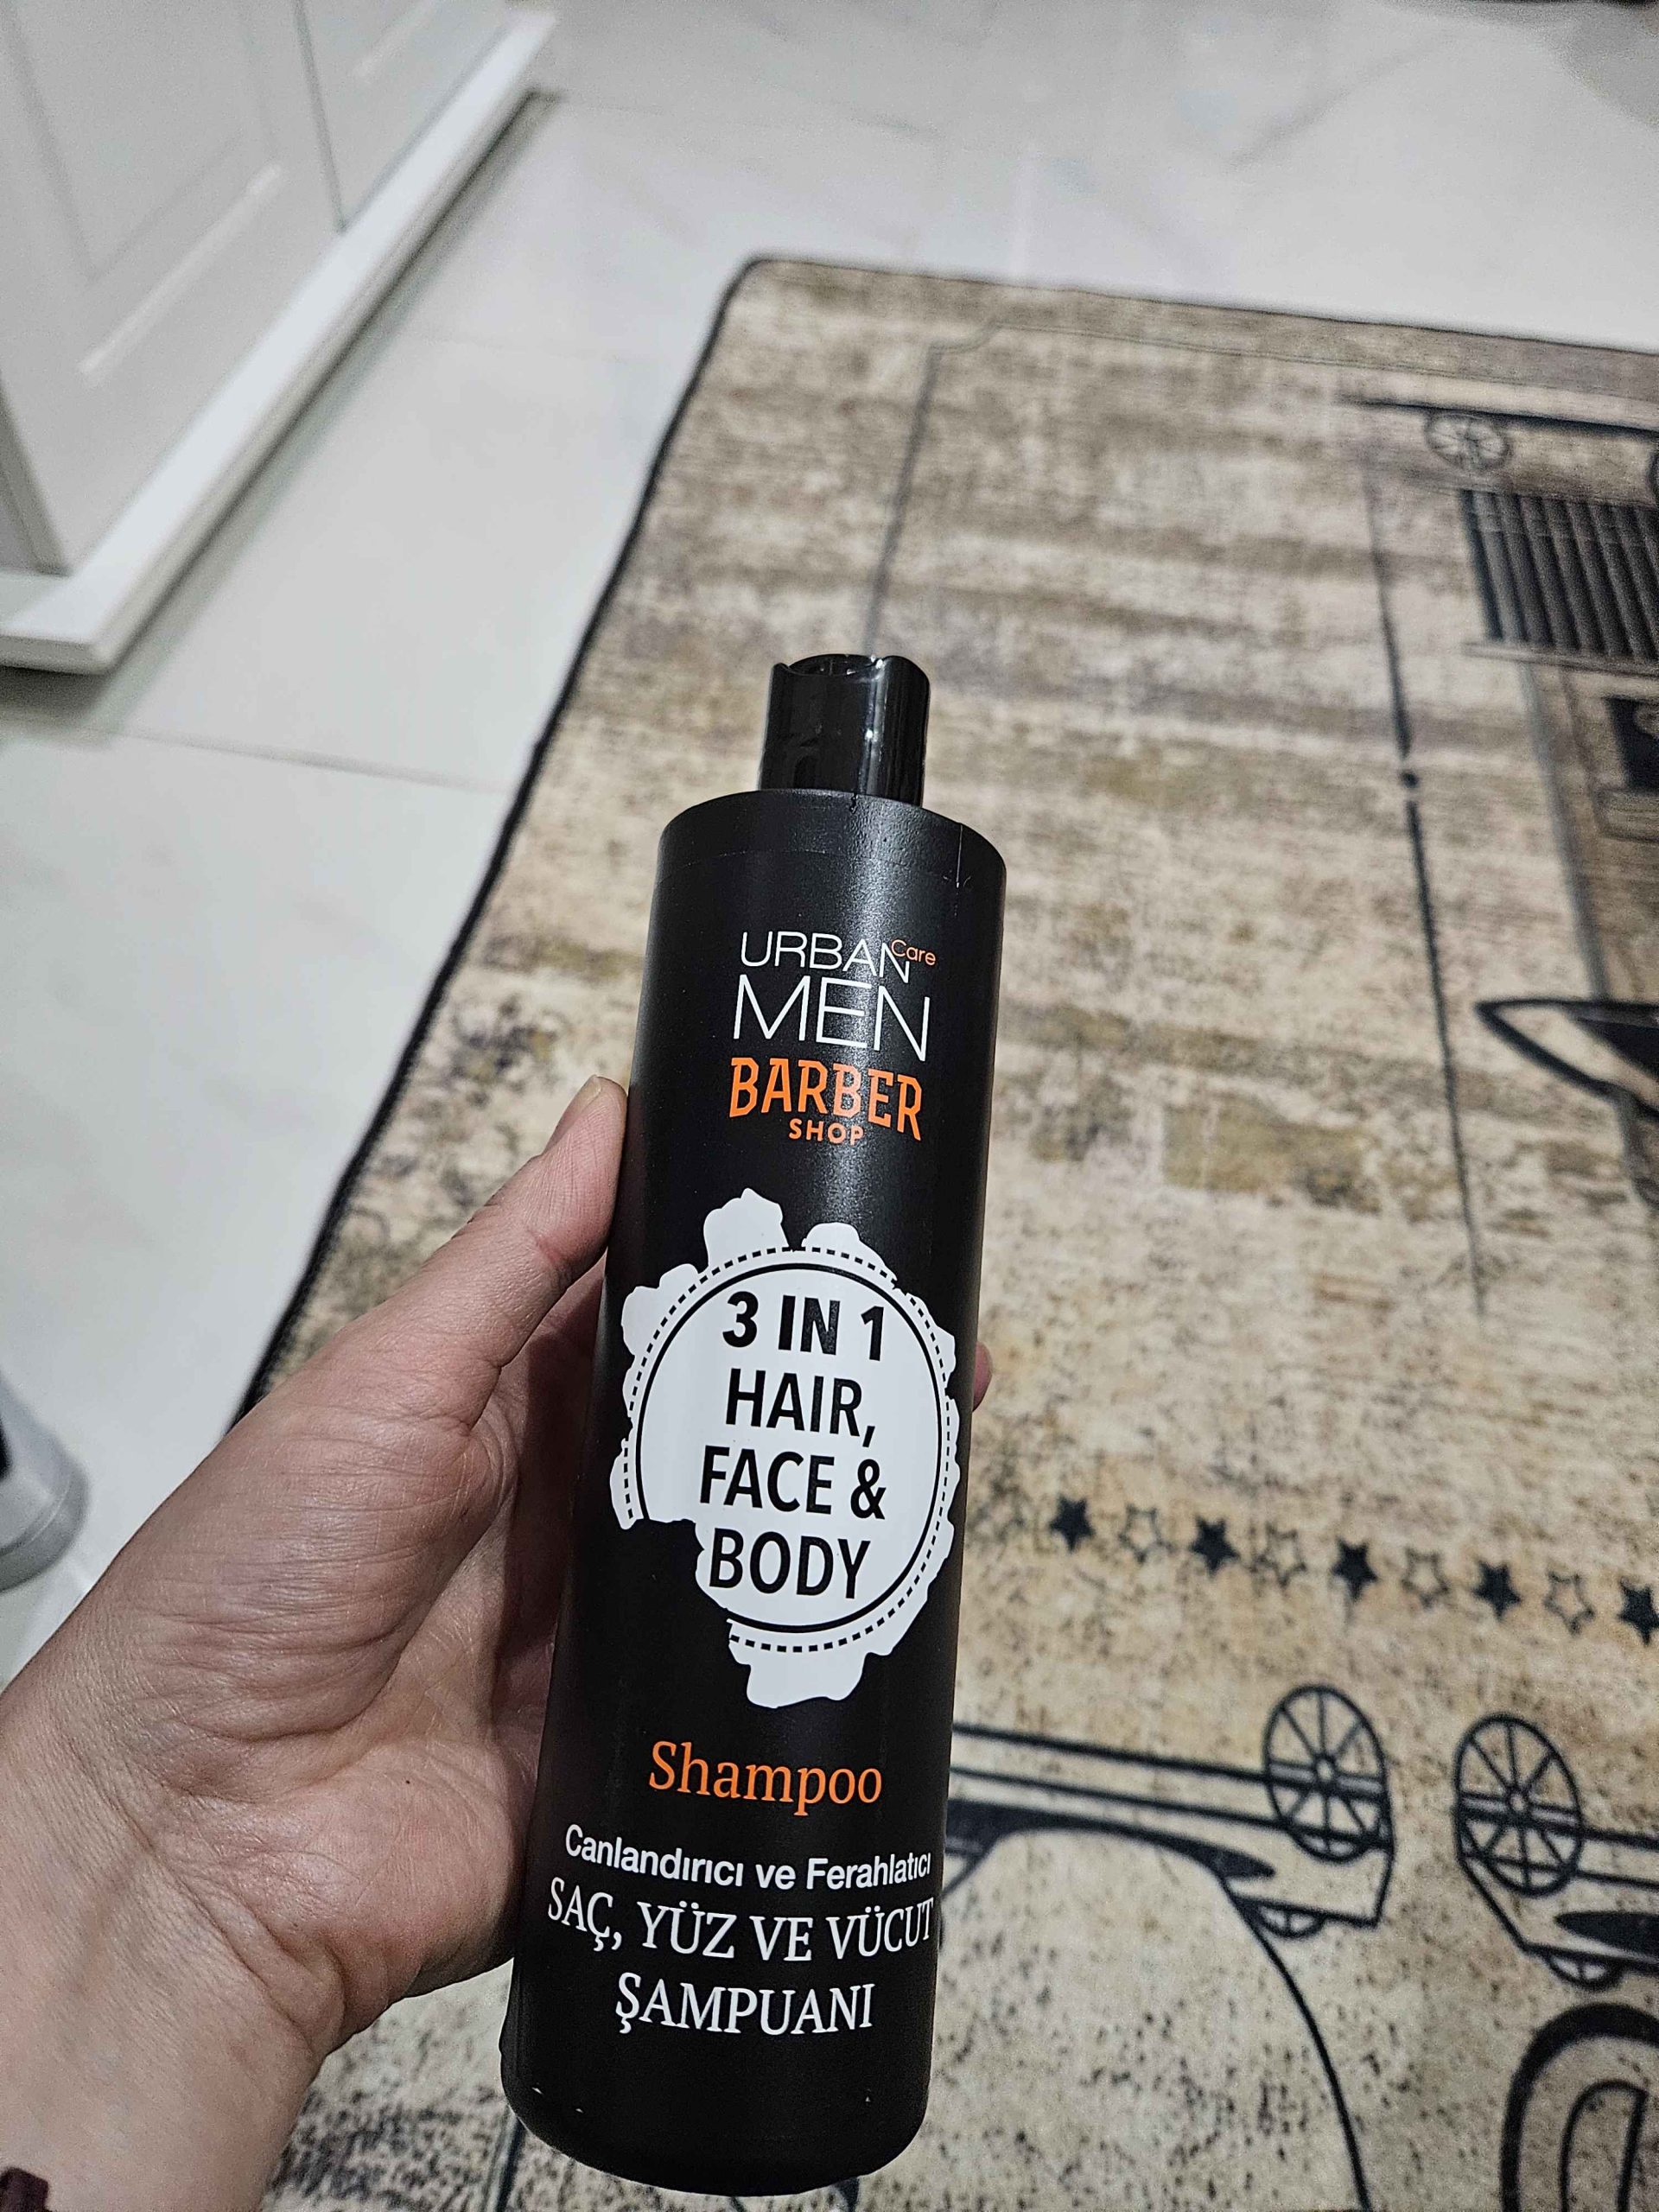 URBAN Care
MEN
BARBER
SHOP
3 IN 1
HAIR,
FACE &
BODY
Shampoo
Canlandırıcı ve Ferahlatıcı
SAÇ, YÜZ VE VÜCUT
ŞAMPUANI